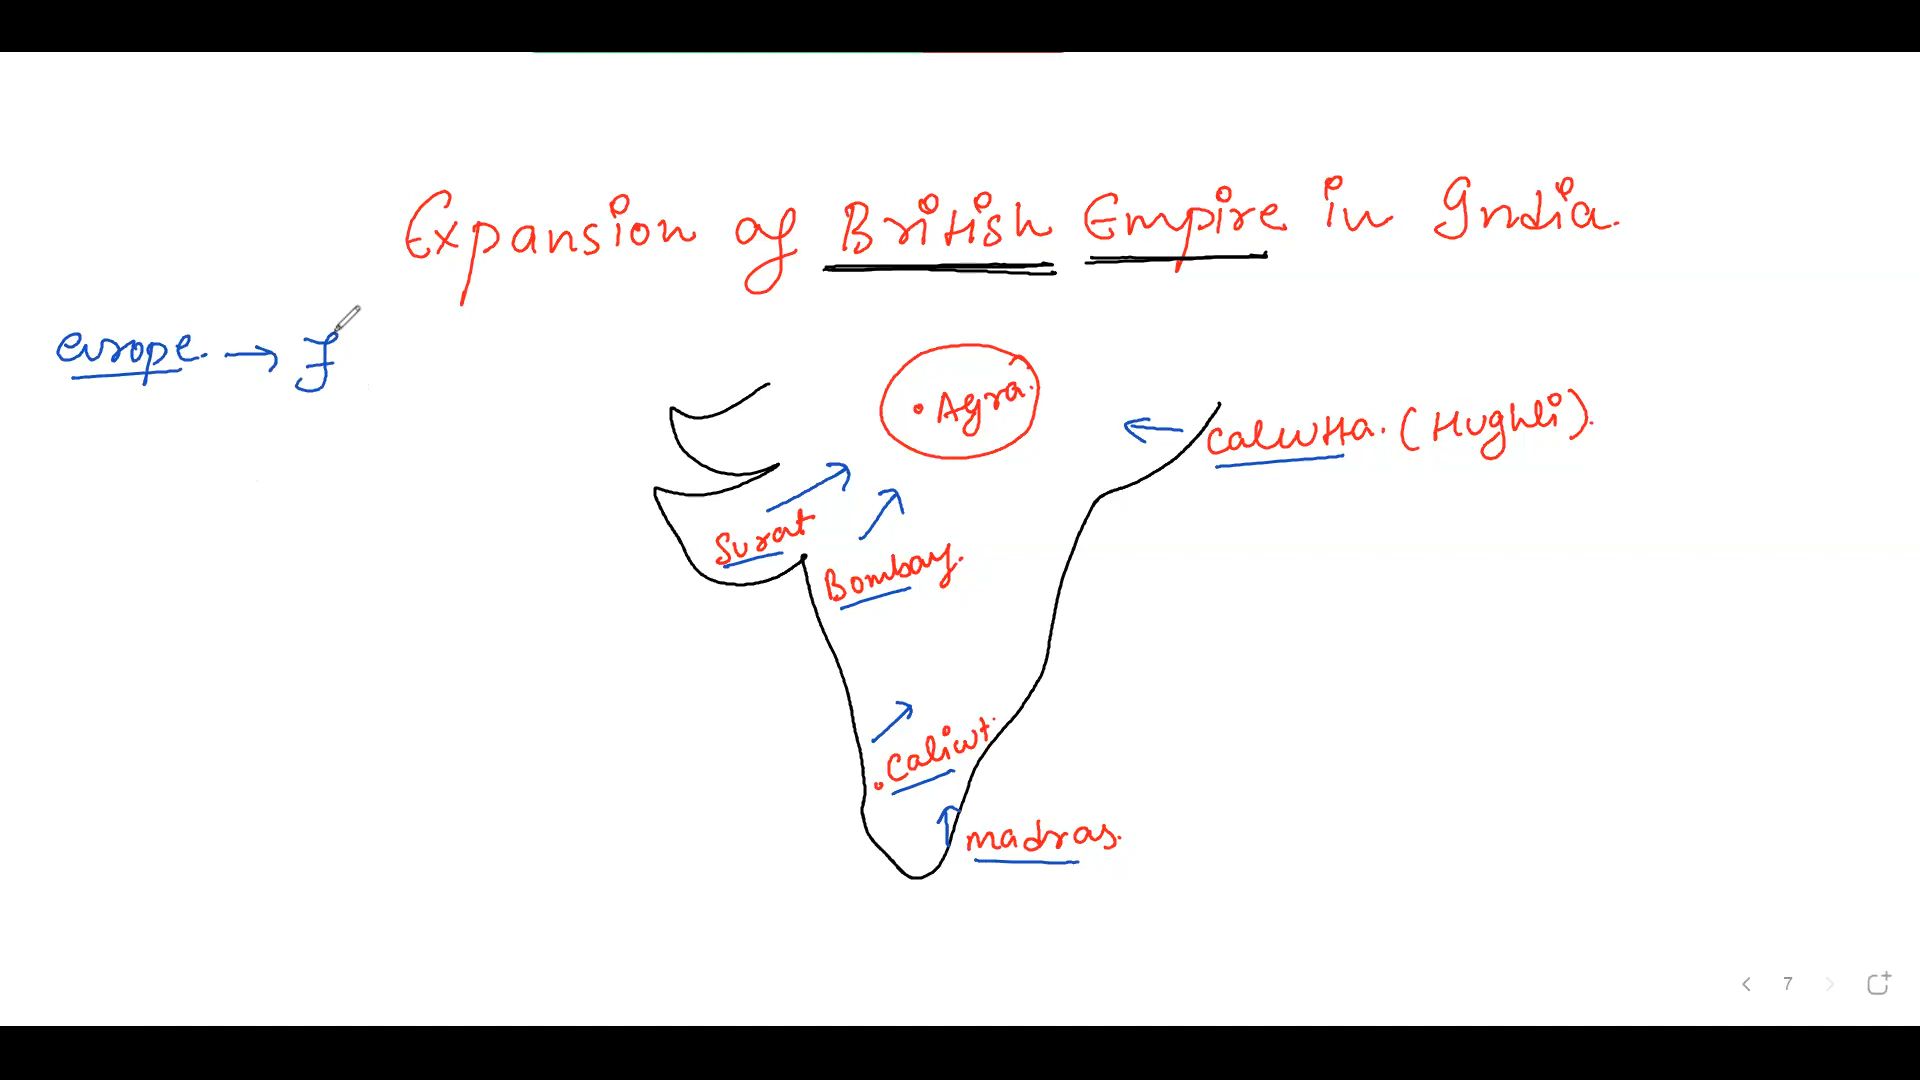 Expansion of British Empire in India.
europe. → I
Agra.
Calcutta. (Hughli).
Surat
Bombay.
Calicut.
madras.
7